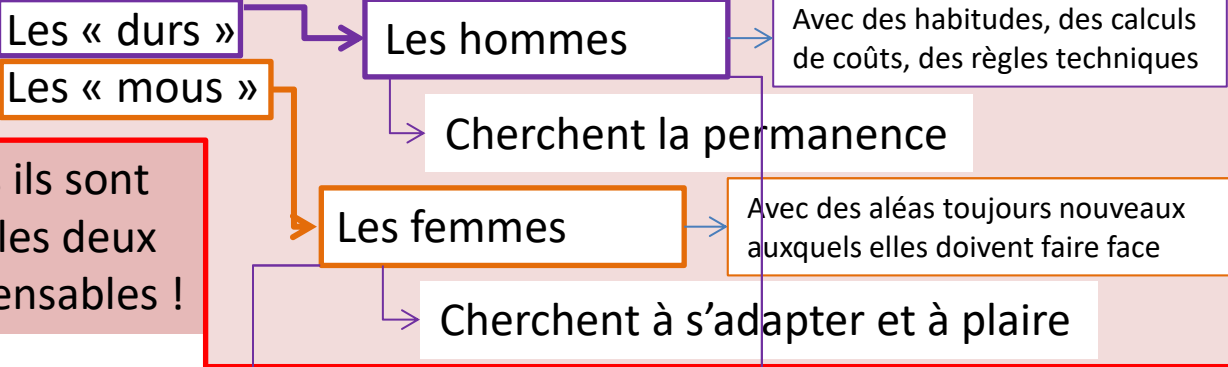 Les « durs »
Les hommes
Avec des habitudes, des calculs
de coûts, des règles techniques
Les « mous »
Cherchent la permanence
ils sont
les deux
ensables !
Les femmes
Avec des aléas toujours nouveaux
auxquels elles doivent faire face
Cherchent à s’adapter et à plaire